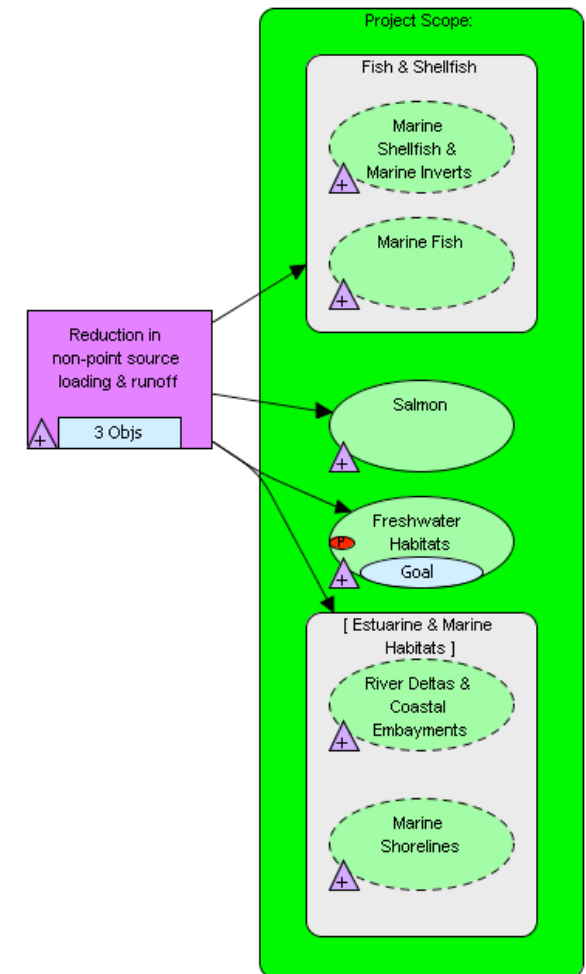 Project Scope:
Fish & Shellfish
Marine
Shellfish &
Marine Inverts
+
Marine Fish
+
Reduction in
non-point source
loading & runoff
+
3 Objs
Salmon
+
Freshwater
Habitats
P
+
Goal
[ Estuarine & Marine
Habitats ]
River Deltas &
Coastal
Embayments
+
Marine
Shorelines
+